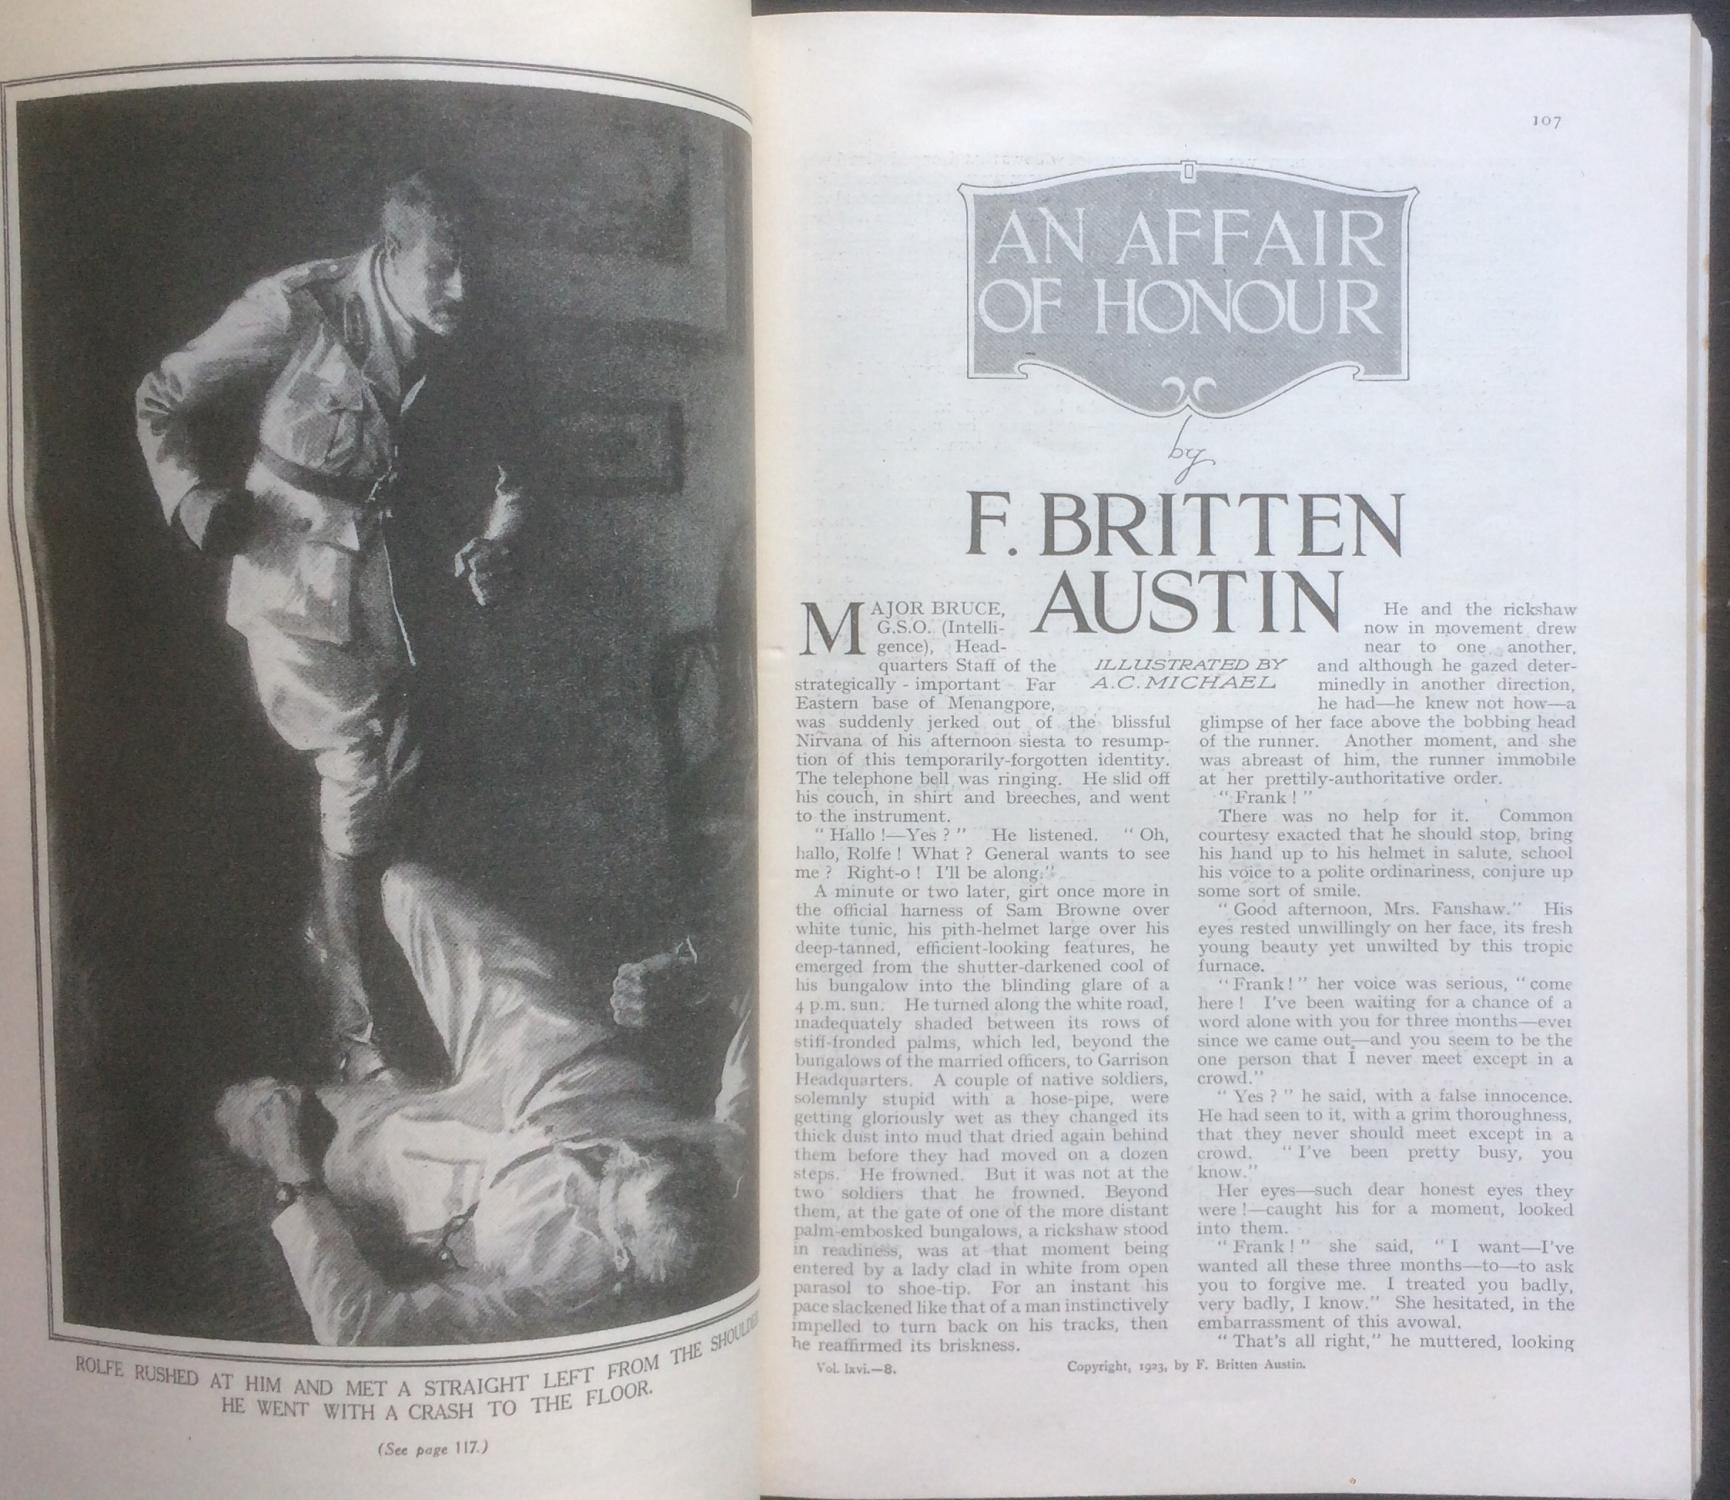 ROLFE RUSHED AT HIM AND MET A STRAIGHT LEFT FROM THE SHOULDER
HE WENT WITH A CRASH TO THE FLOOR.
(See page 117.)
107
AN AFFAIR
OF HONOUR
by
F. BRITTEN
AUSTIN
ILLUSTRATED BY
A.C. MICHAEL
MAJOR BRUCE,
G.S.O. (Intelli-
gence), Head-
quarters Staff of the
strategically-important Far
Eastern base of Menangpore,
was suddenly jerked out of the blissful
Nirvana of his afternoon siesta to resump-
tion of this temporarily-forgotten identity.
The telephone bell was ringing. He slid off
his couch, in shirt and breeches, and went
to the instrument.
“Hallo!—Yes?” He listened. “Oh,
hallo, Rolfe! What? General wants to see
me? Right-o! I'll be along.”
A minute or two later, girt once more in
the official harness of Sam Browne over
white tunic, his pith-helmet large over his
deep-tanned, efficient-looking features, he
emerged from the shutter-darkened cool of
his bungalow into the blinding glare of a
4 p.m. sun. He turned along the white road,
inadequately shaded between its rows of
stiff-fronded palms, which led, beyond the
bungalows of the married officers, to Garrison
Headquarters. A couple of native soldiers,
solemnly stupid with a hose-pipe, were
getting gloriously wet as they changed its
thick dust into mud that dried again behind
them before they had moved on a dozen
steps. He frowned. But it was not at the
two soldiers that he frowned. Beyond
them, at the gate of one of the more distant
palm-embosked bungalows, a rickshaw stood
in readiness, was at that moment being
entered by a lady clad in white from open
parasol to shoe-tip. For an instant his
pace slackened like that of a man instinctively
impelled to turn back on his tracks, then
he reaffirmed its briskness.
He and the rickshaw
now in movement drew
near to one another,
and although he gazed deter-
minedly in another direction,
he had—he knew not how—a
glimpse of her face above the bobbing head
of the runner. Another moment, and she
was abreast of him, the runner immobile
at her prettily-authoritative order.
“Frank!”
There was no help for it. Common
courtesy exacted that he should stop, bring
his hand up to his helmet in salute, school
his voice to a polite ordinariness, conjure up
some sort of smile.
“Good afternoon, Mrs. Fanshaw.” His
eyes rested unwillingly on her face, its fresh
young beauty yet unwilted by this tropic
furnace.
“Frank!” her voice was serious, “come
here! I've been waiting for a chance of a
word alone with you for three months—ever
since we came out—and you seem to be the
one person that I never meet except in a
crowd.”
“Yes?” he said, with a false innocence.
He had seen to it, with a grim thoroughness,
that they never should meet except in a
crowd. “I've been pretty busy, you
know.”
Her eyes—such dear honest eyes they
were!—caught his for a moment, looked
into them.
“Frank!” she said, “I want—I've
wanted all these three months—to—to ask
you to forgive me. I treated you badly,
very badly, I know.” She hesitated, in the
embarrassment of this avowal.
“That's all right,” he muttered, looking
Vol. lxvi.—8.
Copyright, 1923, by F. Britten Austin.